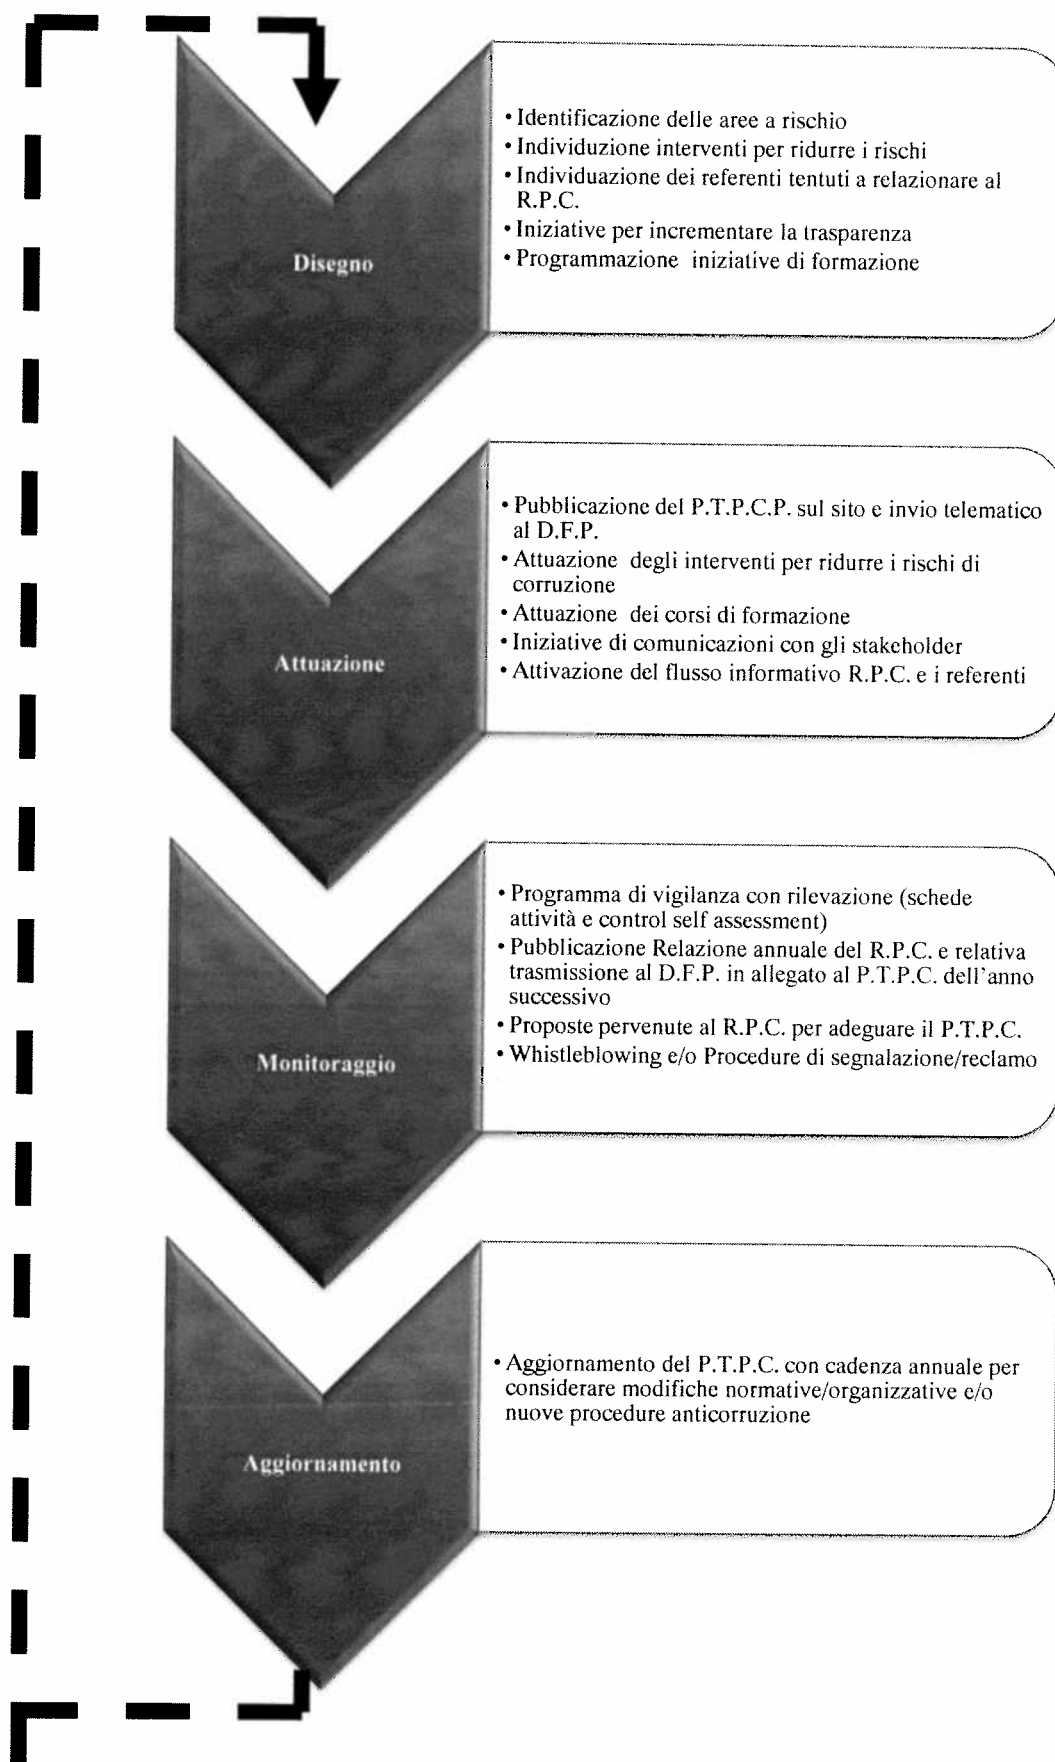 Disegno
• Identificazione delle aree a rischio
• Individuzione interventi per ridurre i rischi
• Individuazione dei referenti tentuti a relazionare al
R.P.C.
• Iniziative per incrementare la trasparenza
• Programmazione iniziative di formazione
Attuazione
• Pubblicazione del P.T.P.C.P. sul sito e invio telematico
al D.F.P.
• Attuazione degli interventi per ridurre i rischi di
corruzione
• Attuazione dei corsi di formazione
• Iniziative di comunicazioni con gli stakeholder
• Attivazione del flusso informativo R.P.C. e i referenti
Monitoraggio
• Programma di vigilanza con rilevazione (schede
attività e control self assessment)
• Pubblicazione Relazione annuale del R.P.C. e relativa
trasmissione al D.F.P. in allegato al P.T.P.C. dell'anno
successivo
• Proposte pervenute al R.P.C. per adeguare il P.T.P.C.
• Whistleblowing e/o Procedure di segnalazione/reclamo
Aggiornamento
• Aggiornamento del P.T.P.C. con cadenza annuale per
considerare modifiche normative/organizzative e/o
nuove procedure anticorruzione